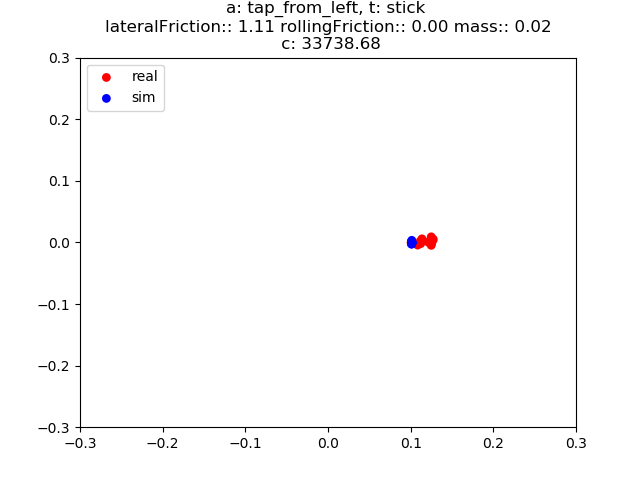 a: tap_from_left, t: stick
lateralFriction:: 1.11 rollingFriction:: 0.00 mass:: 0.02
c: 33738.68
real
sim
0.3
0.2
0.1
0.0
−0.1
−0.2
−0.3
−0.3 −0.2 −0.1 0.0 0.1 0.2 0.3